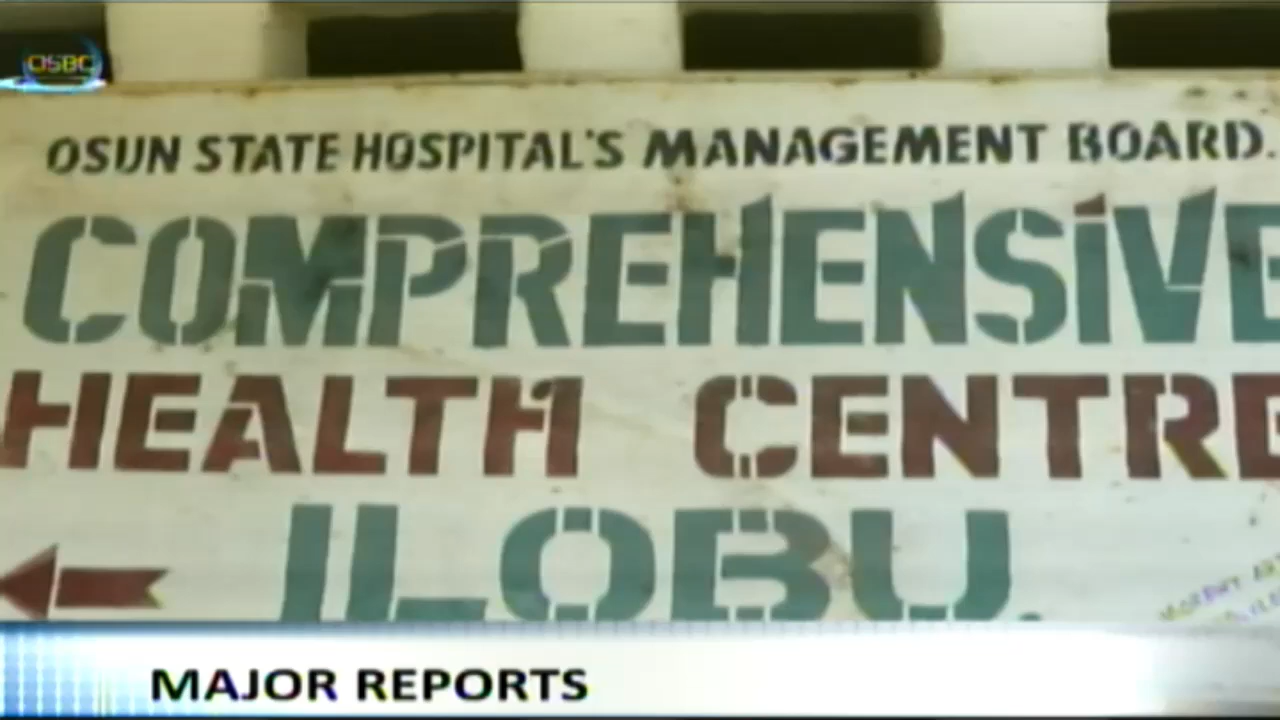 OSBC
OSUN STATE HOSPITAL'S MANAGEMENT BOARD.
COMPREHENSIVE
HEALTH CENTRE
ILOBU.
MAJOR REPORTS